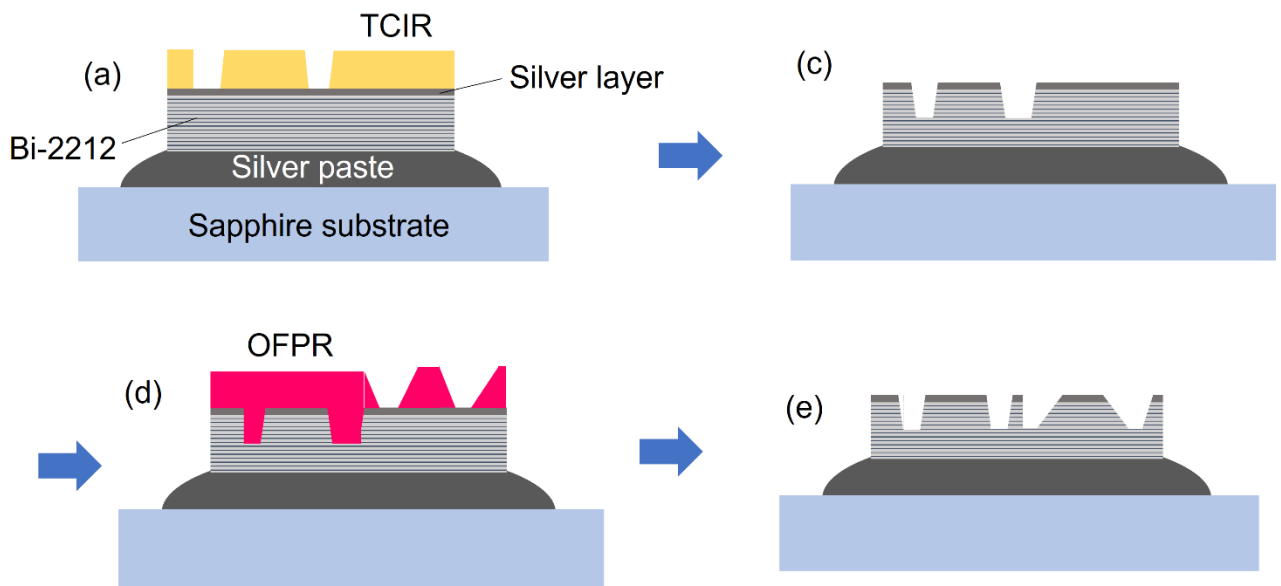 TCIR
(a)
Silver layer
Bi-2212
Silver paste
Sapphire substrate
(c)
OFPR
(d)
(e)